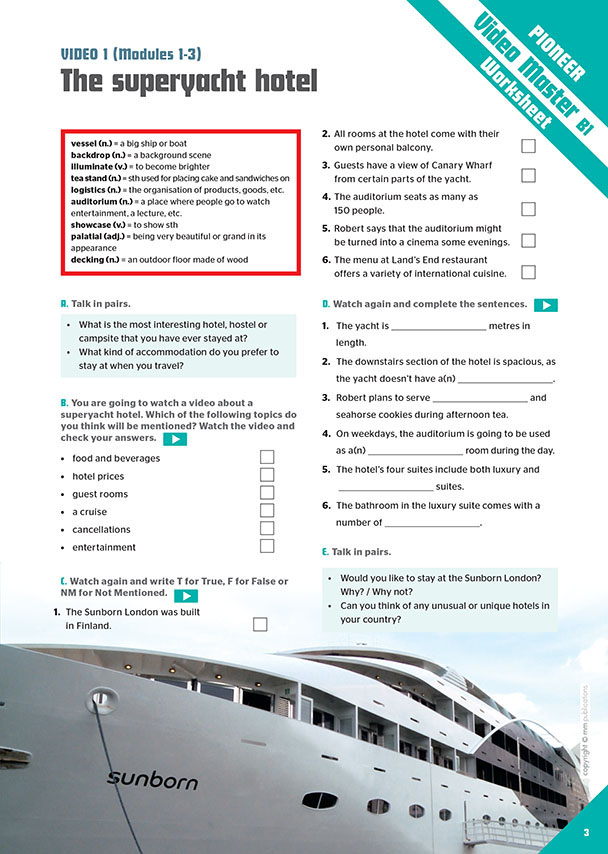 PIONEER
Video Master B1
Worksheet
VIDEO 1 (Modules 1-3)
The superyacht hotel
vessel (n.) = a big ship or boat
backdrop (n.) = a background scene
illuminate (v.) = to become brighter
tea stand (n.) = sth used for placing cake and sandwiches on
logistics (n.) = the organisation of products, goods, etc.
auditorium (n.) = a place where people go to watch
entertainment, a lecture, etc.
showcase (v.) = to show sth
palatial (adj.) = being very beautiful or grand in its
appearance
decking (n.) = an outdoor floor made of wood
A. Talk in pairs.
• What is the most interesting hotel, hostel or
campsite that you have ever stayed at?
• What kind of accommodation do you prefer to
stay at when you travel?
B. You are going to watch a video about a
superyacht hotel. Which of the following topics do
you think will be mentioned? Watch the video and
check your answers.
• food and beverages
• hotel prices
• guest rooms
• a cruise
• cancellations
• entertainment
C. Watch again and write T for True, F for False or
NM for Not Mentioned.
1. The Sunborn London was built
in Finland.
2. All rooms at the hotel come with their
own personal balcony.
3. Guests have a view of Canary Wharf
from certain parts of the yacht.
4. The auditorium seats as many as
150 people.
5. Robert says that the auditorium might
be turned into a cinema some evenings.
6. The menu at Land's End restaurant
offers a variety of international cuisine.
D. Watch again and complete the sentences.
1. The yacht is ____________________ metres in
length.
2. The downstairs section of the hotel is spacious, as
the yacht doesn't have a(n) ____________________.
3. Robert plans to serve ____________________ and
seahorse cookies during afternoon tea.
4. On weekdays, the auditorium is going to be used
as a(n) ____________________ room during the day.
5. The hotel's four suites include both luxury and
____________________ suites.
6. The bathroom in the luxury suite comes with a
number of ____________________.
E. Talk in pairs.
• Would you like to stay at the Sunborn London?
Why? / Why not?
• Can you think of any unusual or unique hotels in
your country?
sunborn
copyright © mm publications
3